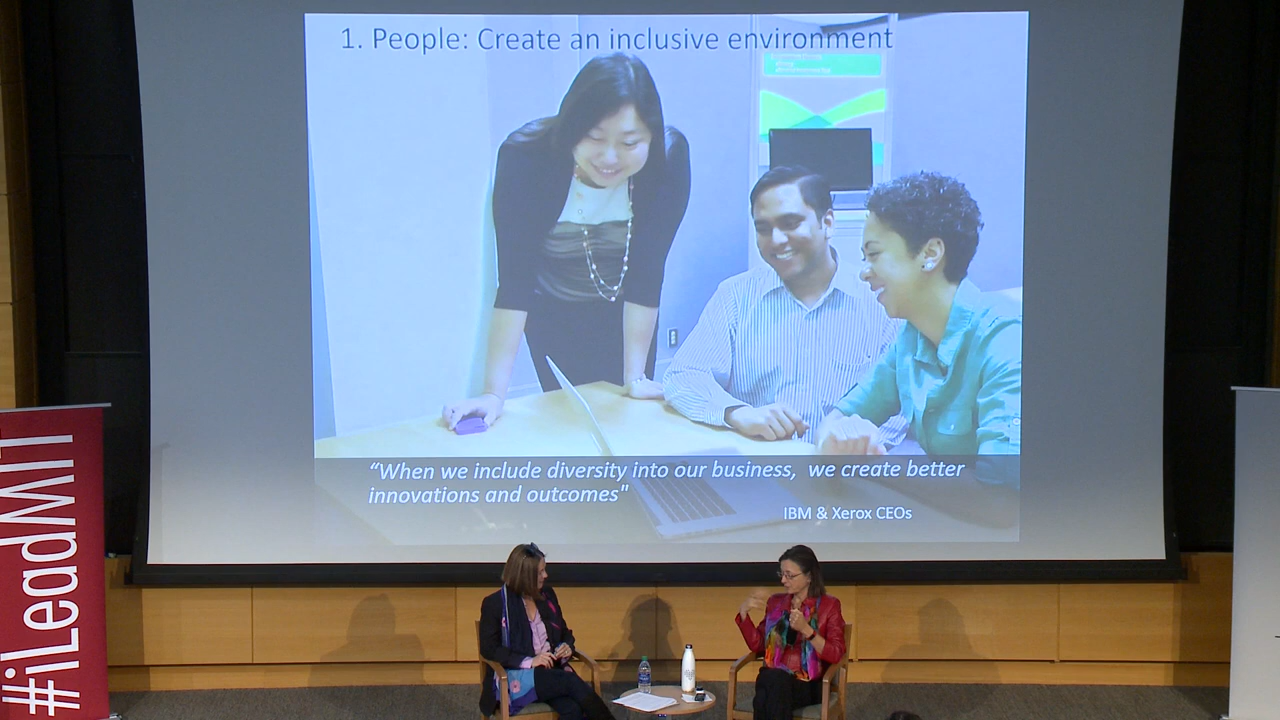 1. People: Create an inclusive environment
“When we include diversity into our business, we create better
innovations and outcomes"
IBM & Xerox CEOs
#iLeadMIT